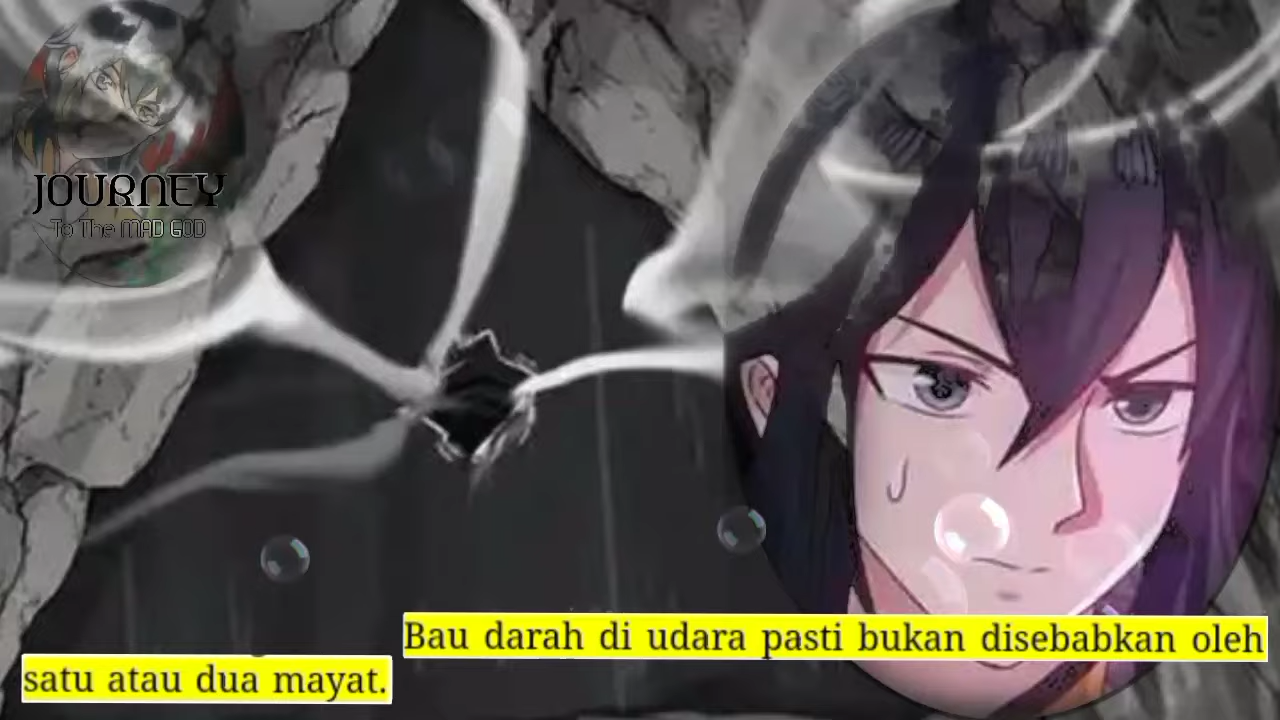 JOURNEY
To The MAD GOD
Bau darah di udara pasti bukan disebabkan oleh
satu atau dua mayat.